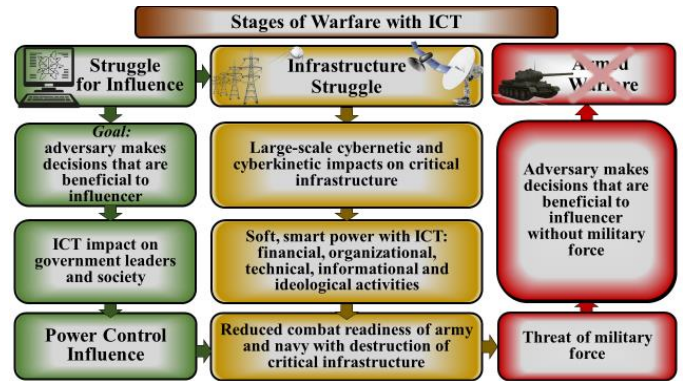 Stages of Warfare with ICT
Struggle
for Influence
Goal:
adversary makes
decisions that are
beneficial to
influencer
ICT impact on
government leaders
and society
Power Control
Influence
Infrastructure
Struggle
Large-scale cybernetic and
cyberkinetic impacts on critical
infrastructure
Soft, smart power with ICT:
financial, organizational,
technical, informational and
ideological activities
Reduced combat readiness of army
and navy with destruction of
critical infrastructure
Armed
Warfare
Adversary makes
decisions that are
beneficial to
influencer
without military
force
Threat of military
force